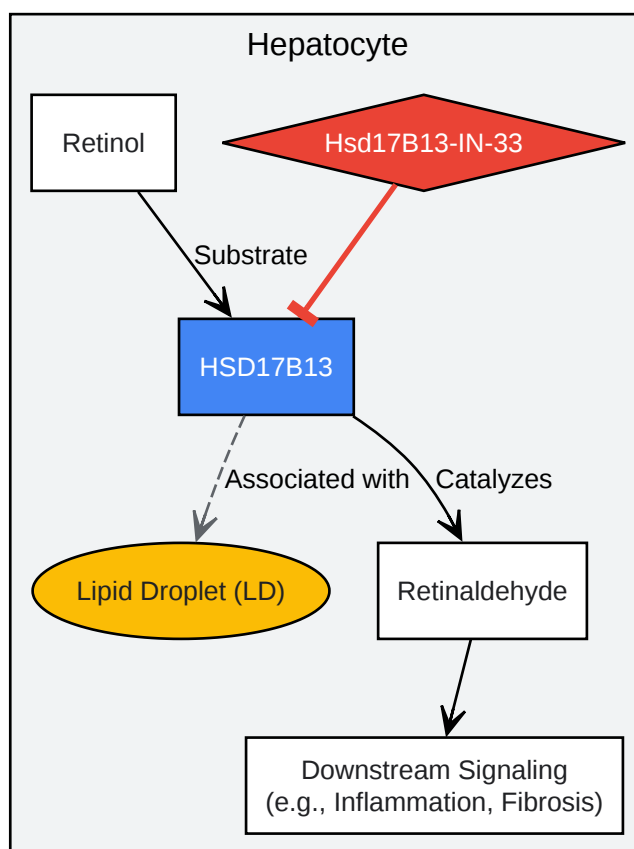 Hepatocyte
Retinol
Hsd17B13-IN-33
Substrate
HSD17B13
Associated with
Catalyzes
Lipid Droplet (LD)
Retinaldehyde
Downstream Signaling
(e.g., Inflammation, Fibrosis)